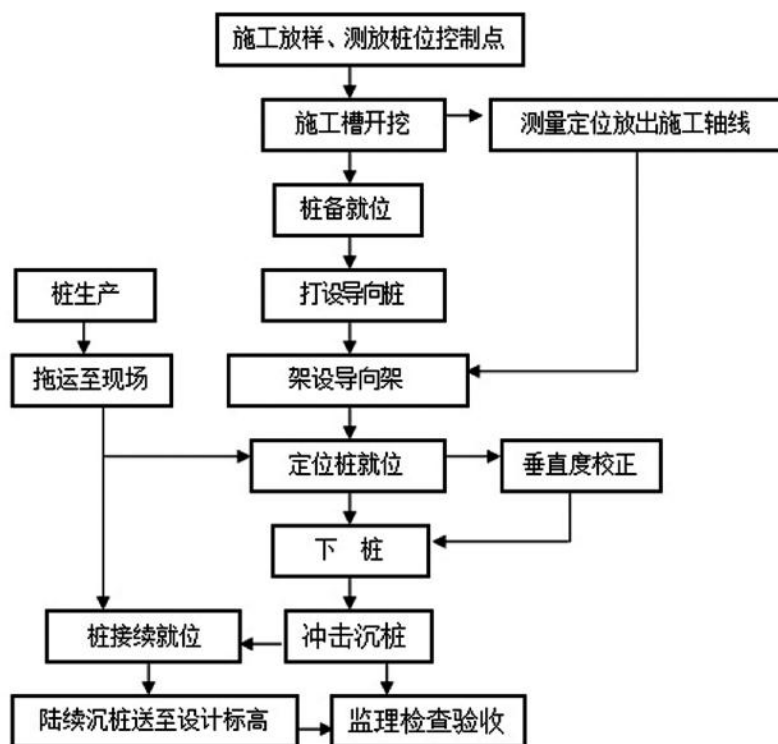 施工放样、测放桩位控制点
施工槽开挖
测量定位放出施工轴线
桩备就位
桩生产
打设导向桩
拖运至现场
架设导向架
定位桩就位
垂直度校正
下 桩
桩接续就位
冲击沉桩
陆续沉桩送至设计标高
监理检查验收